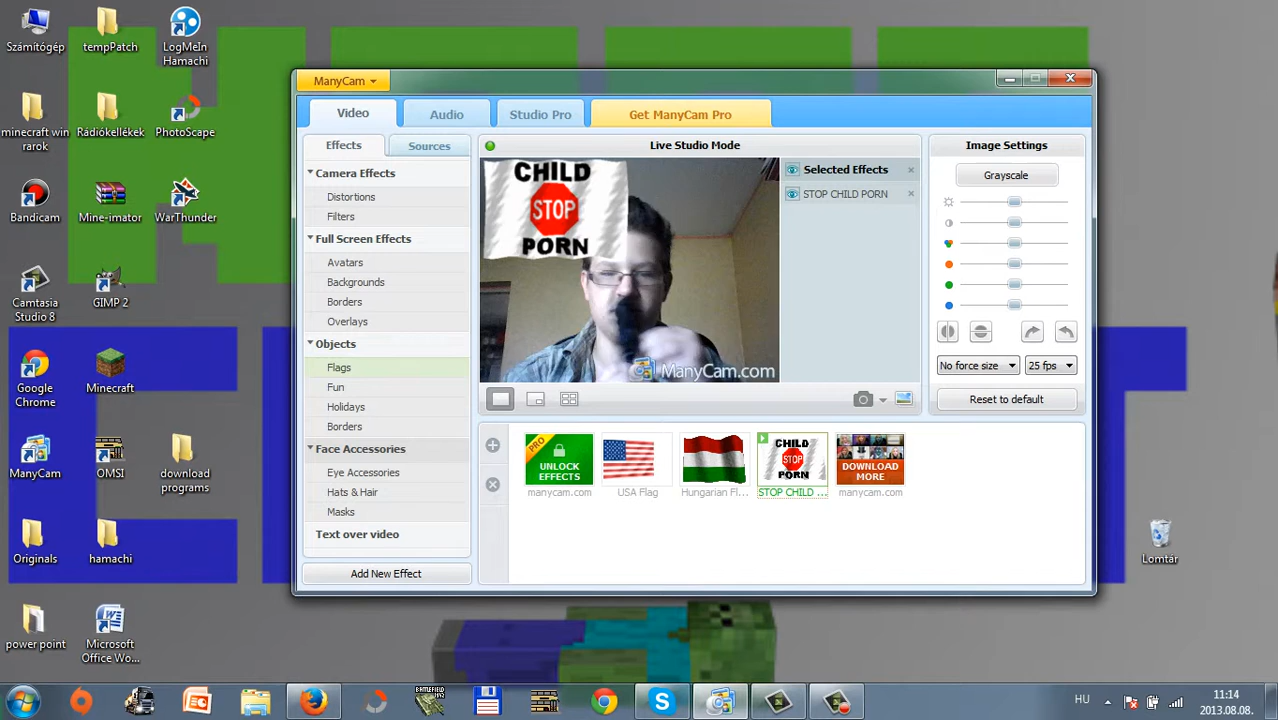 Számítógép
tempPatch
LogMeIn
Hamachi
minecraft win
rarok
Rádiókellékek
PhotoScape
Bandicam
Mine-imator
WarThunder
Camtasia
Studio 8
GIMP 2
Google
Chrome
Minecraft
ManyCam
OMSI
download
programs
Originals
hamachi
power point
Microsoft
Office Wo...
Lomtár
ManyCam
Video
Audio
Studio Pro
Get ManyCam Pro
Effects
Sources
Camera Effects
Distortions
Filters
Full Screen Effects
Avatars
Backgrounds
Borders
Overlays
Objects
Flags
Fun
Holidays
Borders
Face Accessories
Eye Accessories
Hats & Hair
Masks
Text over video
Add New Effect
Live Studio Mode
CHILD
STOP
PORN
ManyCam.com
Selected Effects
STOP CHILD PORN
Image Settings
Grayscale
No force size
25 fps
Reset to default
PRO
UNLOCK
EFFECTS
manycam.com
USA Flag
Hungarian Fl...
CHILD
STOP
PORN
STOP CHILD ...
DOWNLOAD
MORE
manycam.com
HU
11:14
2013.08.08.